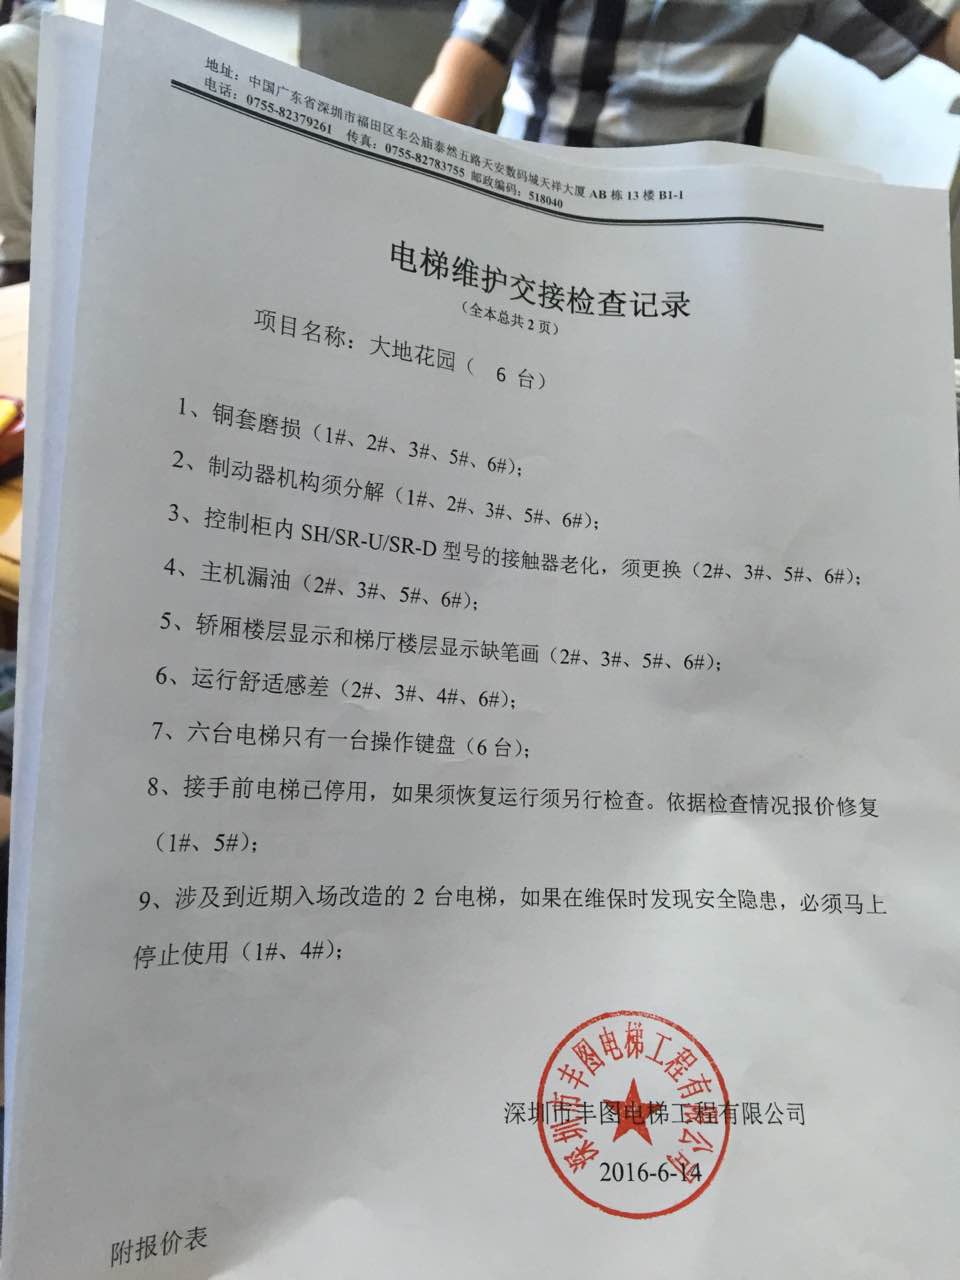 地址：中国广东省深圳市福田区车公庙泰然五路天安数码城天祥大厦 AB 栋 13 楼 B1-1
电话：0755-82379261 传真：0755-82783755 邮政编码：518040
电梯维护交接检查记录
（全本总共 2 页）
项目名称：大地花园（ 6 台）
1、铜套磨损（1#、2#、3#、5#、6#）；
2、制动器机构须分解（1#、2#、3#、5#、6#）；
3、控制柜内 SH/SR-U/SR-D 型号的接触器老化，须更换（2#、3#、5#、6#）；
4、主机漏油（2#、3#、5#、6#）；
5、轿厢楼层显示和梯厅楼层显示缺笔画（2#、3#、5#、6#）；
6、运行舒适感差（2#、3#、4#、6#）；
7、六台电梯只有一台操作键盘（6 台）；
8、接手前电梯已停用，如果须恢复运行须另行检查。依据检查情况报价修复
（1#、5#）；
9、涉及到近期入场改造的 2 台电梯，如果在维保时发现安全隐患，必须马上
停止使用（1#、4#）；
深圳市丰图电梯工程有限公司
深圳市丰图电梯工程有限公司
2016-6-14
附报价表